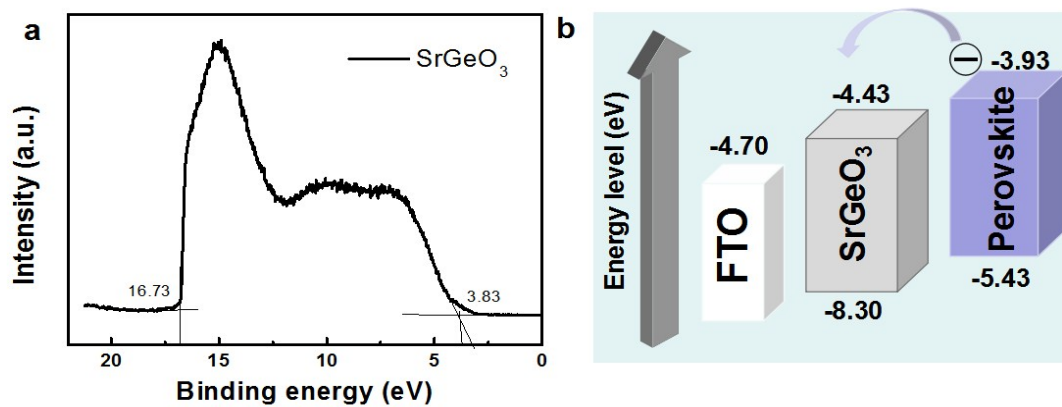 a
SrGeO₃
Intensity (a.u.)
16.73
3.83
20 15 10 5 0
Binding energy (eV)
b
Energy level (eV)
-4.70
FTO
-4.43
SrGeO₃
-8.30
-3.93
Perovskite
-5.43